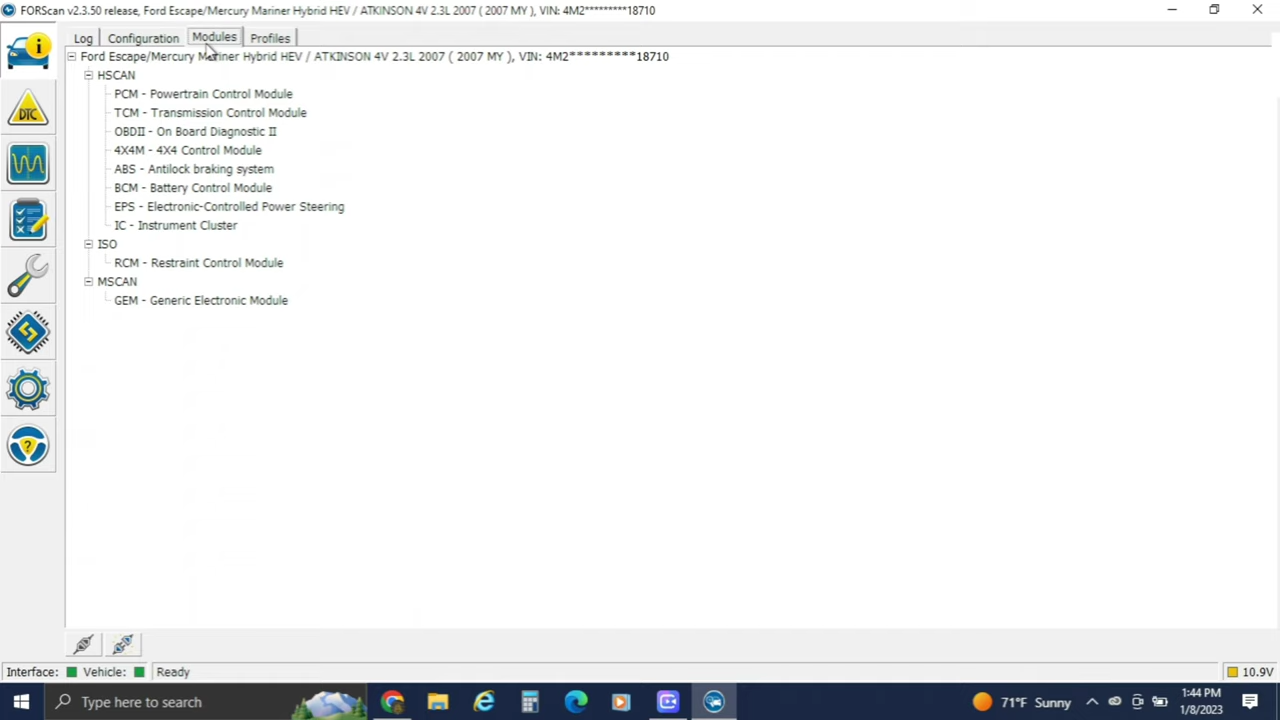 FORScan v2.3.50 release, Ford Escape/Mercury Mariner Hybrid HEV / ATKINSON 4V 2.3L 2007 ( 2007 MY ), VIN: 4M2*********18710
Log Configuration Modules Profiles
Ford Escape/Mercury Mariner Hybrid HEV / ATKINSON 4V 2.3L 2007 ( 2007 MY ), VIN: 4M2*********18710
HSCAN
PCM - Powertrain Control Module
DTC
TCM - Transmission Control Module
OBDII - On Board Diagnostic II
4X4M - 4X4 Control Module
ABS - Antilock braking system
BCM - Battery Control Module
EPS - Electronic-Controlled Power Steering
IC - Instrument Cluster
ISO
RCM - Restraint Control Module
MSCAN
GEM - Generic Electronic Module
Interface: Vehicle: Ready 10.9V
Type here to search 71°F Sunny 1:44 PM
1/8/2023